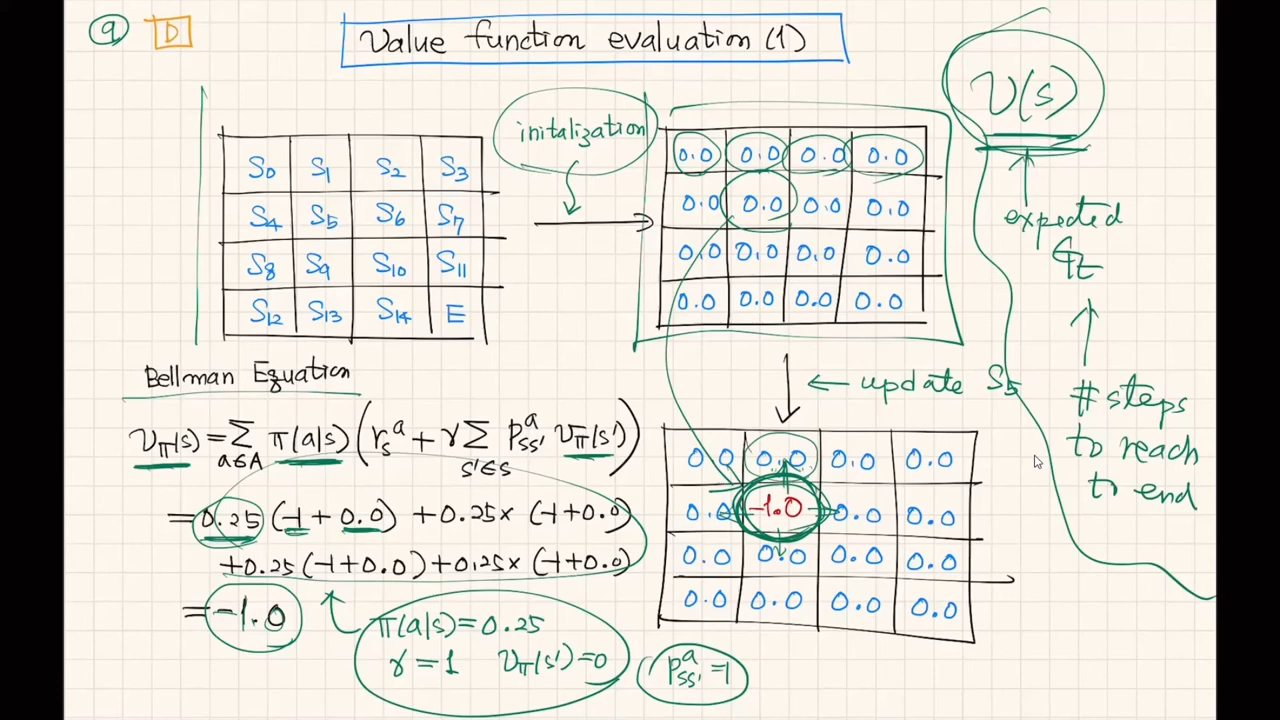 9 D
Value function evaluation (1)
V(s)
initalization
S0 S1 S2 S3
S4 S5 S6 S7
S8 S9 S10 S11
S12 S13 S14 E
0.0 0.0 0.0 0.0
0.0 0.0 0.0 0.0
0.0 0.0 0.0 0.0
0.0 0.0 0.0 0.0
expected
Gt
# steps
to reach
to end
← update S5
Bellman Equation
Vπ(s) = Σ a∈A π(a|s) (rsᵃ + γ Σ s'∈S Pss'ᵃ Vπ(s'))
= 0.25 (-1 + 0.0) + 0.25 × (-1+0.0)
+0.25 (-1+0.0) + 0.25 × (-1+0.0)
= -1.0
π(a|s) = 0.25
γ = 1 Vπ(s') = 0
Pss'ᵃ = 1
0.0 0.0 0.0 0.0
0.0 -1.0 0.0 0.0
0.0 0.0 0.0 0.0
0.0 0.0 0.0 0.0